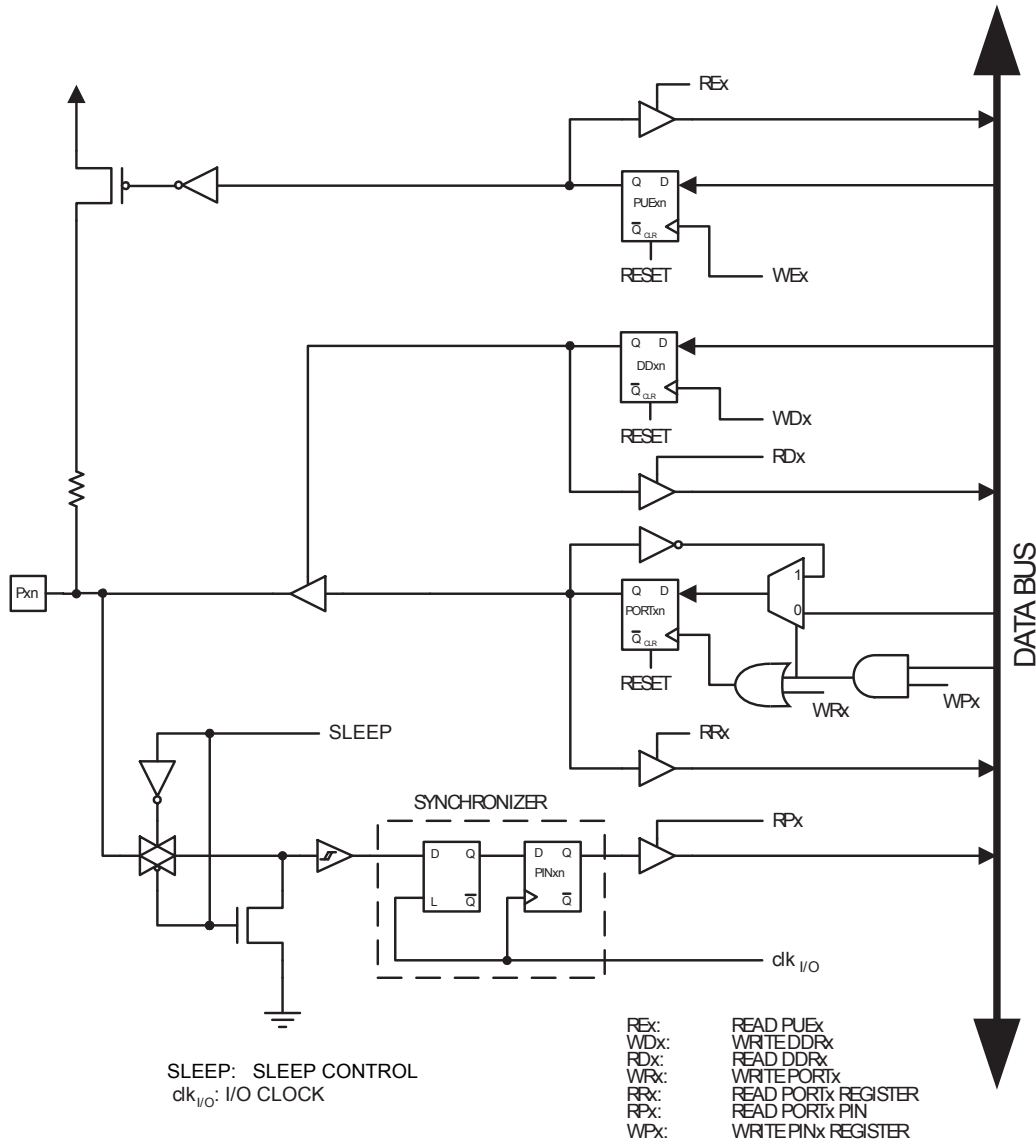 REx
Q D
PUExn
Q CLR
RESET
WEx
Q D
DDxn
Q CLR
RESET
WDx
RDx
Pxn
1
Q D
PORTxn
0
Q CLR
RESET
WRx
WPx
DATA BUS
SLEEP
RRx
SYNCHRONIZER
RPx
D Q
L Q
D Q
PINxn
Q
clk I/O
SLEEP: SLEEP CONTROL
clk I/O: I/O CLOCK
REx: READ PUEx
WDx: WRITE DDRx
RDx: READ DDRx
WRx: WRITE PORTx
RRx: READ PORTx REGISTER
RPx: READ PORTx PIN
WPx: WRITE PINx REGISTER